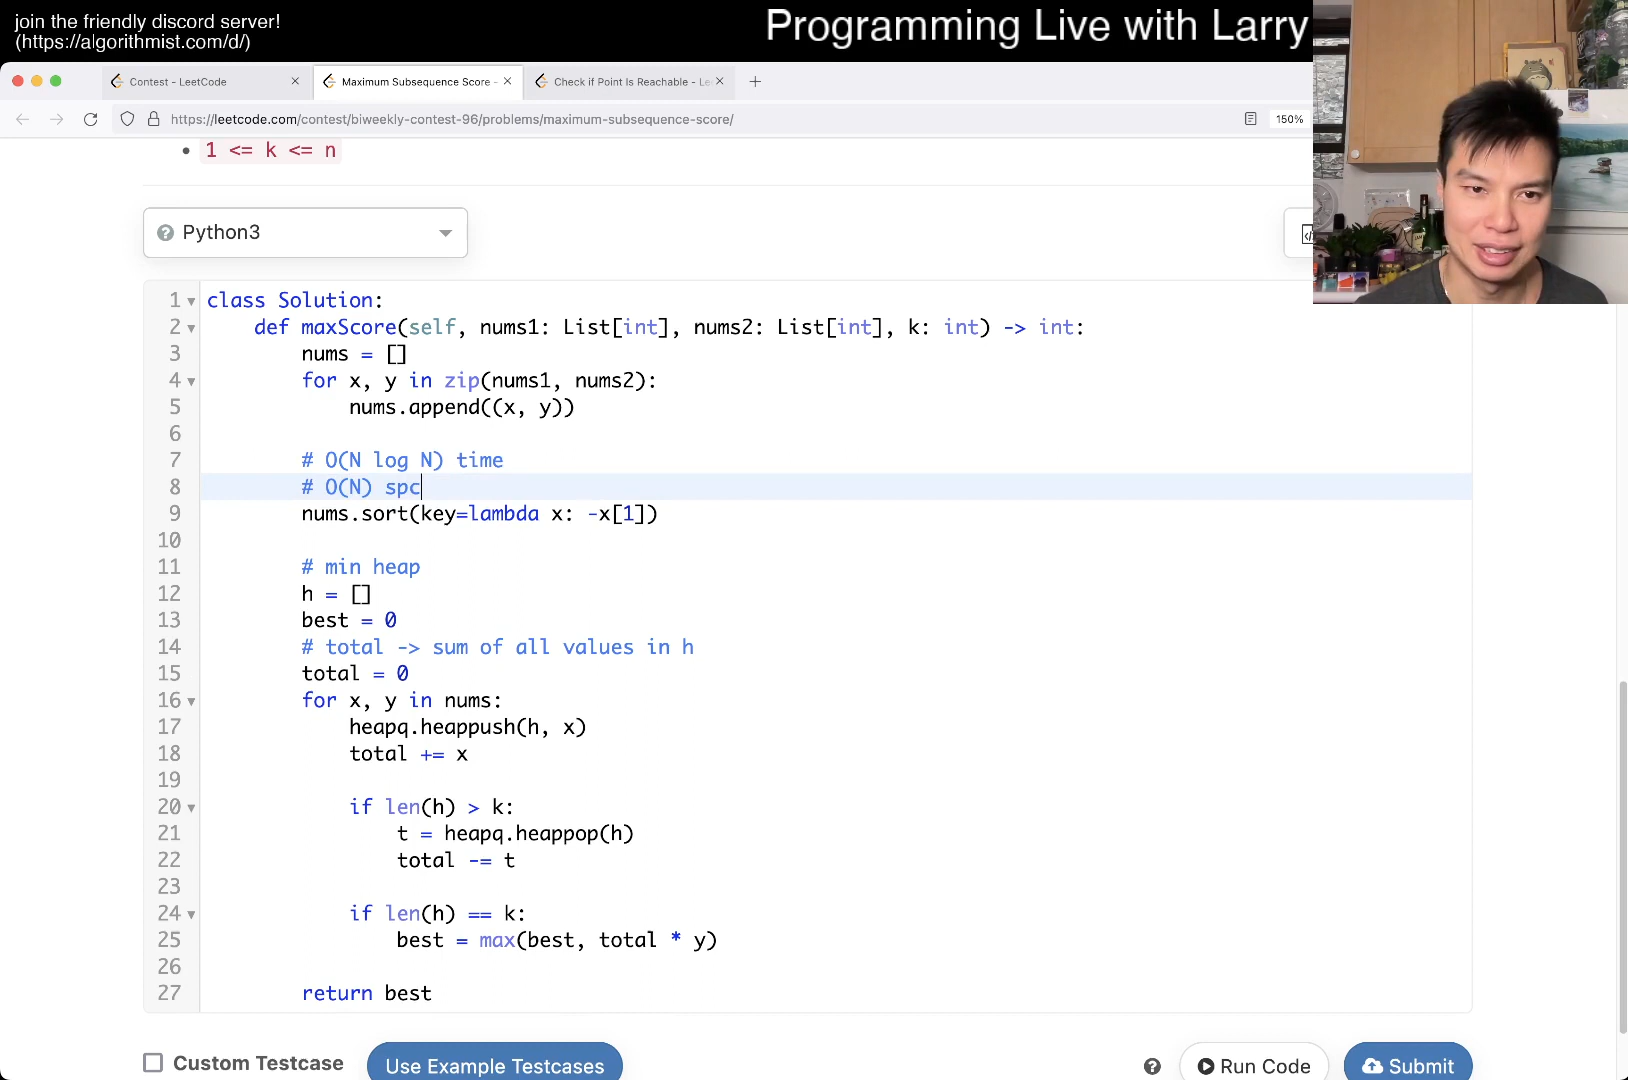 join the friendly discord server!
(https://algorithmist.com/d/)
Programming Live with Larry
Contest - LeetCode
Maximum Subsequence Score -
Check if Point Is Reachable - Le
https://leetcode.com/contest/biweekly-contest-96/problems/maximum-subsequence-score/
150%
1 <= k <= n
Python3
1 class Solution:
2 def maxScore(self, nums1: List[int], nums2: List[int], k: int) -> int:
3 nums = []
4 for x, y in zip(nums1, nums2):
5 nums.append((x, y))
6
7 # O(N log N) time
8 # O(N) spc
9 nums.sort(key=lambda x: -x[1])
10
11 # min heap
12 h = []
13 best = 0
14 # total -> sum of all values in h
15 total = 0
16 for x, y in nums:
17 heapq.heappush(h, x)
18 total += x
19
20 if len(h) > k:
21 t = heapq.heappop(h)
22 total -= t
23
24 if len(h) == k:
25 best = max(best, total * y)
26
27 return best
Custom Testcase
Use Example Testcases
Run Code
Submit